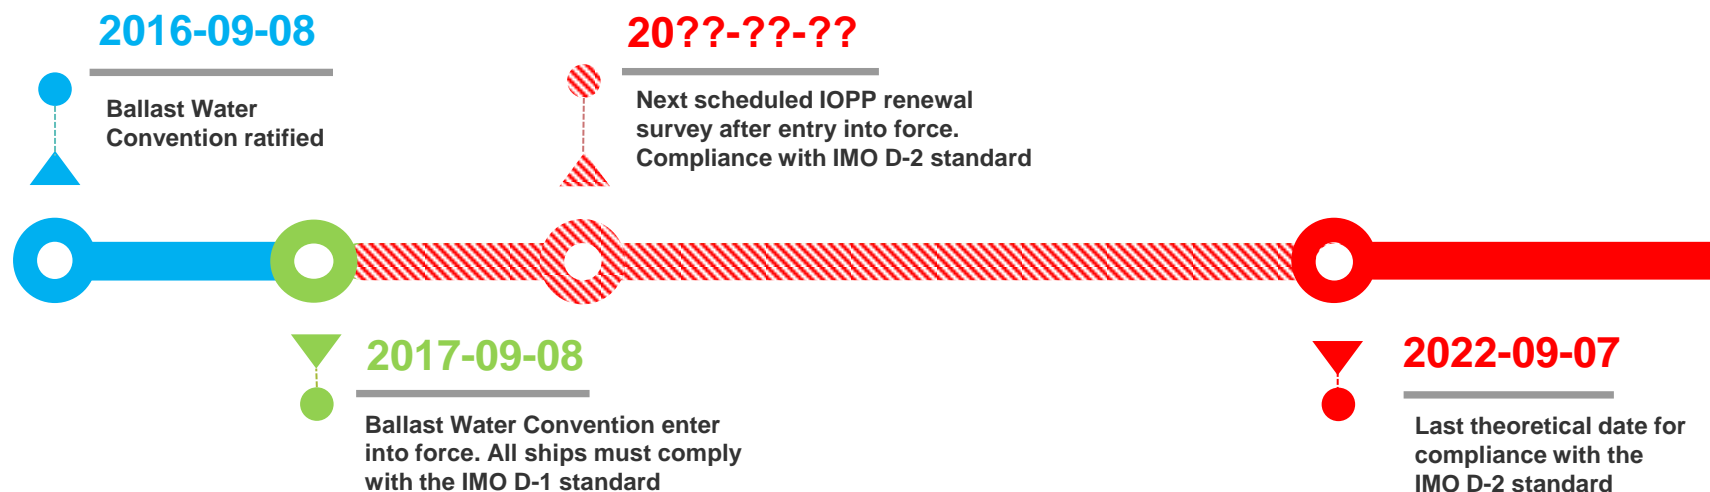 2016-09-08
Ballast Water
Convention ratified
20??-??-??
Next scheduled IOPP renewal
survey after entry into force.
Compliance with IMO D-2 standard
2017-09-08
Ballast Water Convention enter
into force. All ships must comply
with the IMO D-1 standard
2022-09-07
Last theoretical date for
compliance with the
IMO D-2 standard